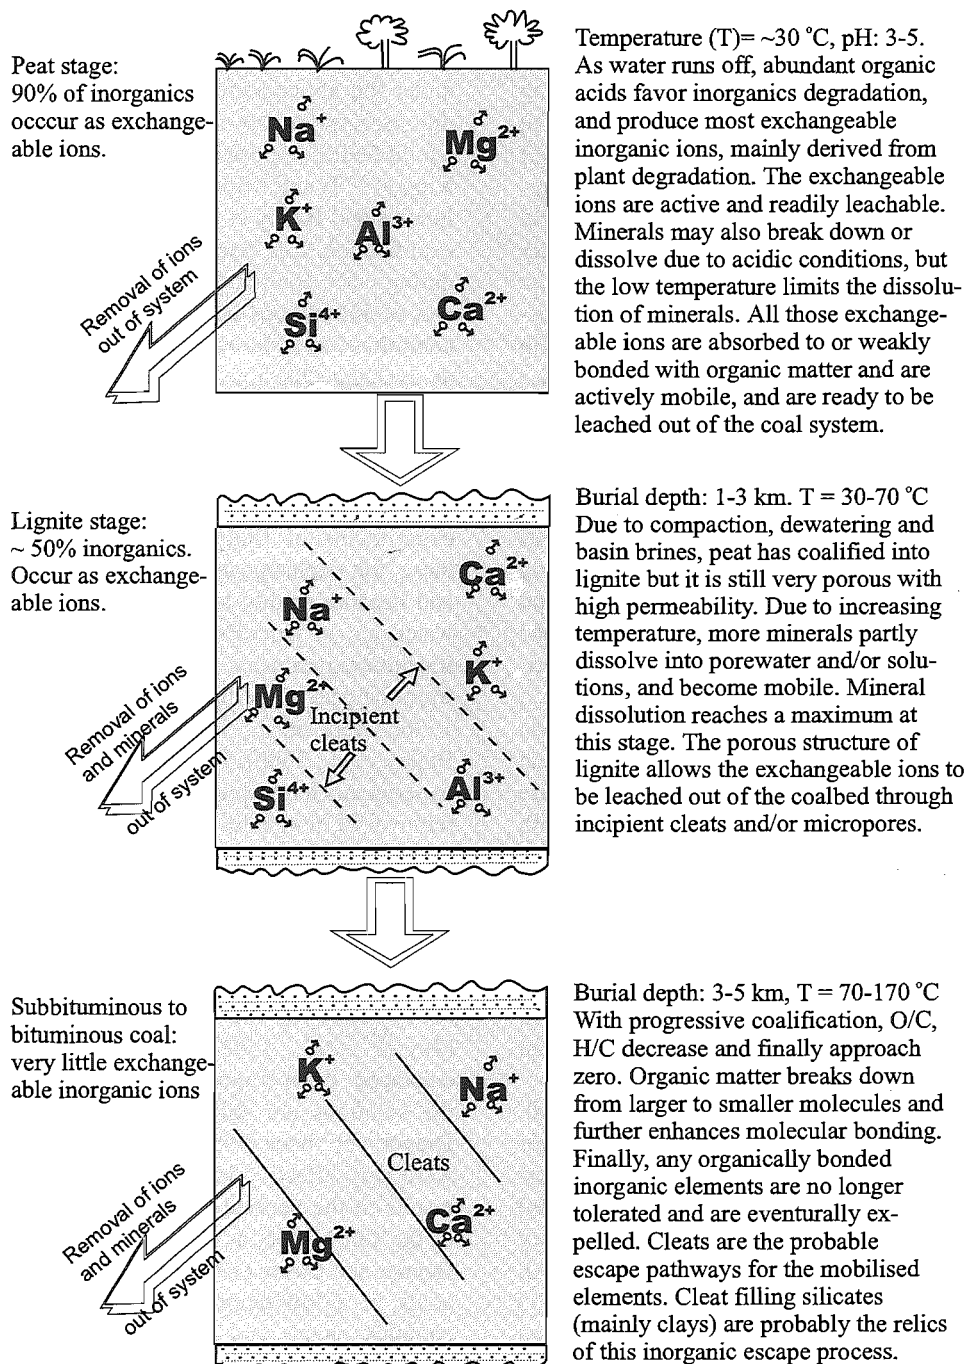 Peat stage:
90% of inorganics
occcur as exchange-
able ions.
Na+
Mg2+
K+
Al3+
Si4+
Ca2+
Removal of ions
out of system
Temperature (T)= ~30 °C, pH: 3-5.
As water runs off, abundant organic
acids favor inorganics degradation,
and produce most exchangeable
inorganic ions, mainly derived from
plant degradation. The exchangeable
ions are active and readily leachable.
Minerals may also break down or
dissolve due to acidic conditions, but
the low temperature limits the dissolu-
tion of minerals. All those exchange-
able ions are absorbed to or weakly
bonded with organic matter and are
actively mobile, and are ready to be
leached out of the coal system.
Lignite stage:
~ 50% inorganics.
Occur as exchange-
able ions.
Ca2+
Na+
K+
Mg2+
Incipient
cleats
Si4+
Al3+
Removal of ions
and minerals
out of system
Burial depth: 1-3 km. T = 30-70 °C
Due to compaction, dewatering and
basin brines, peat has coalified into
lignite but it is still very porous with
high permeability. Due to increasing
temperature, more minerals partly
dissolve into porewater and/or solu-
tions, and become mobile. Mineral
dissolution reaches a maximum at
this stage. The porous structure of
lignite allows the exchangeable ions to
be leached out of the coalbed through
incipient cleats and/or micropores.
Subbituminous to
bituminous coal:
very little exchange-
able inorganic ions
K+
Na+
Cleats
Mg2+
Ca2+
Removal of ions
and minerals
out of system
Burial depth: 3-5 km, T = 70-170 °C
With progressive coalification, O/C,
H/C decrease and finally approach
zero. Organic matter breaks down
from larger to smaller molecules and
further enhances molecular bonding.
Finally, any organically bonded
inorganic elements are no longer
tolerated and are eventurally ex-
pelled. Cleats are the probable
escape pathways for the mobilised
elements. Cleat filling silicates
(mainly clays) are probably the relics
of this inorganic escape process.